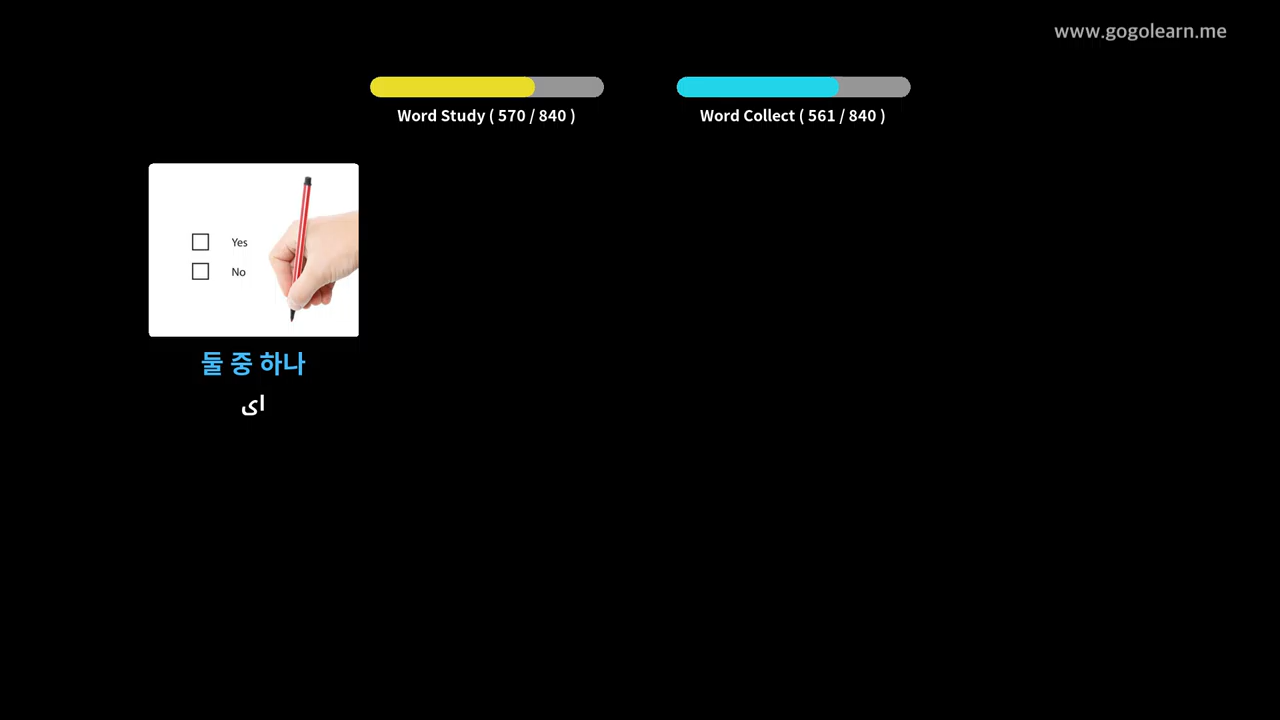 www.gogolearn.me
Word Study ( 570 / 840 )
Word Collect ( 561 / 840 )
Yes
No
둘 중 하나
ای